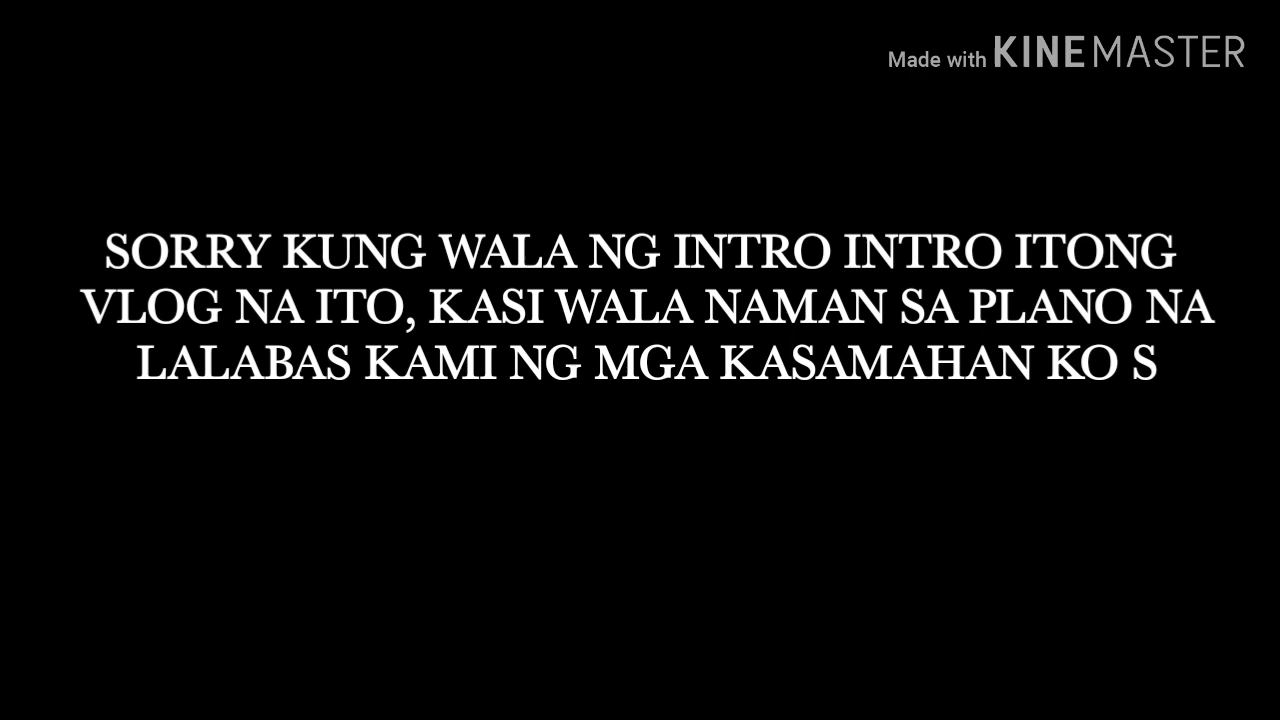 Made with KINEMASTER
SORRY KUNG WALA NG INTRO INTRO ITONG
VLOG NA ITO, KASI WALA NAMAN SA PLANO NA
LALABAS KAMI NG MGA KASAMAHAN KO S